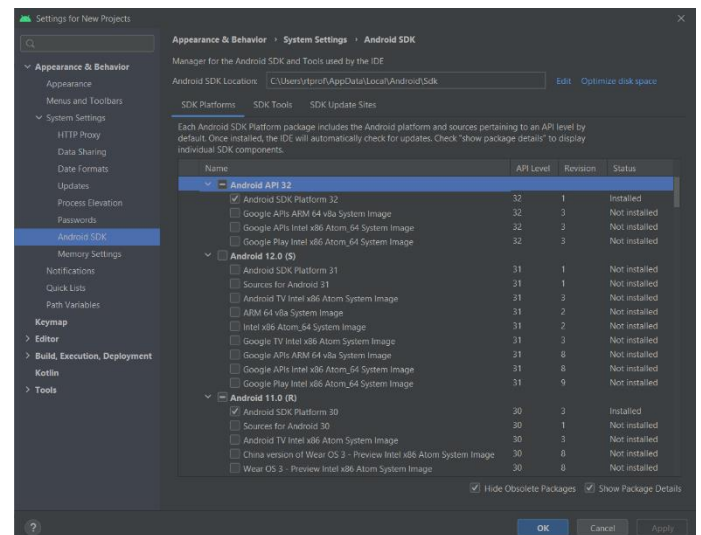 Settings for New Projects
Appearance & Behavior
Appearance
Menus and Toolbars
System Settings
HTTP Proxy
Data Sharing
Date Formats
Updates
Process Elevation
Passwords
Android SDK
Memory Settings
Notifications
Quick Lists
Path Variables
Keymap
Editor
Build, Execution, Deployment
Kotlin
Tools
Appearance & Behavior › System Settings › Android SDK
Manager for the Android SDK and Tools used by the IDE
Android SDK Location: C:\Users\rtprof\AppData\Local\Android\Sdk Edit Optimize disk space
SDK Platforms SDK Tools SDK Update Sites
Each Android SDK Platform package includes the Android platform and sources pertaining to an API level by
default. Once installed, the IDE will automatically check for updates. Check "show package details" to display
individual SDK components.
Name API Level Revision Status
Android API 32
Android SDK Platform 32 32 1 Installed
Google APIs ARM 64 v8a System Image 32 3 Not installed
Google APIs Intel x86 Atom_64 System Image 32 3 Not installed
Google Play Intel x86 Atom_64 System Image 32 3 Not installed
Android 12.0 (S)
Android SDK Platform 31 31 1 Not installed
Sources for Android 31 31 1 Not installed
Android TV Intel x86 Atom System Image 31 3 Not installed
ARM 64 v8a System Image 31 2 Not installed
Intel x86 Atom_64 System Image 31 2 Not installed
Google TV Intel x86 Atom System Image 31 3 Not installed
Google APIs ARM 64 v8a System Image 31 8 Not installed
Google APIs Intel x86 Atom_64 System Image 31 8 Not installed
Google Play Intel x86 Atom_64 System Image 31 9 Not installed
Android 11.0 (R)
Android SDK Platform 30 30 3 Installed
Sources for Android 30 30 1 Not installed
Android TV Intel x86 Atom System Image 30 3 Not installed
China version of Wear OS 3 - Preview Intel x86 Atom System Image 30 8 Not installed
Wear OS 3 - Preview Intel x86 Atom System Image 30 8 Not installed
Hide Obsolete Packages Show Package Details
? OK Cancel Apply